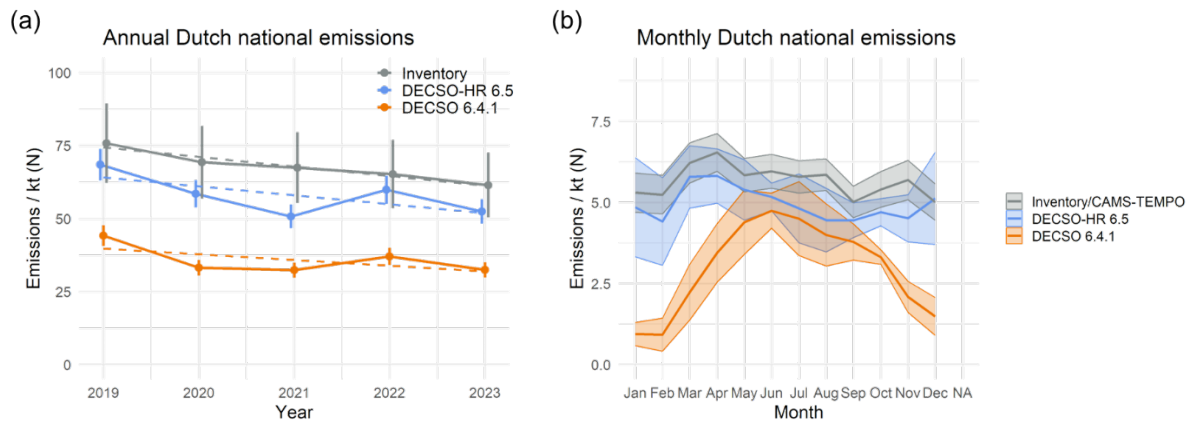 (a)
Annual Dutch national emissions
Inventory
DECSO-HR 6.5
DECSO 6.4.1
100
75
50
25
0
Emissions / kt (N)
2019 2020 2021 2022 2023
Year
(b)
Monthly Dutch national emissions
7.5
5.0
2.5
0.0
Emissions / kt (N)
Jan Feb Mar Apr May Jun Jul Aug Sep Oct Nov Dec NA
Month
Inventory/CAMS-TEMPO
DECSO-HR 6.5
DECSO 6.4.1